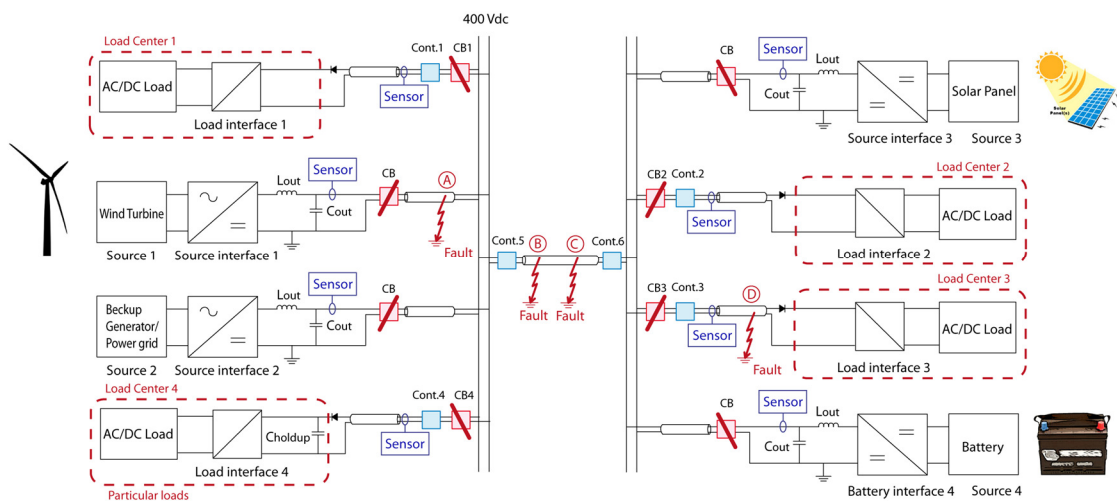 400 Vdc
Load Center 1
AC/DC Load
Load interface 1
Sensor
Cont.1
CB1
Wind Turbine
Source 1
Source interface 1
Lout
Cout
Sensor
CB
A
Fault
Beckup
Generator/
Power grid
Source 2
Source interface 2
Lout
Cout
Sensor
CB
Load Center 4
AC/DC Load
Choldup
Load interface 4
Particular loads
Sensor
Cont.4
CB4
Cont.5
B
C
Cont.6
Fault
Fault
CB
Sensor
Lout
Cout
Source interface 3
Solar Panel
Source 3
Solar
Panel(s)
CB2
Cont.2
Sensor
Load Center 2
AC/DC Load
Load interface 2
CB3
Cont.3
D
Sensor
Fault
Load Center 3
AC/DC Load
Load interface 3
CB
Sensor
Lout
Cout
Battery interface 4
Battery
Source 4